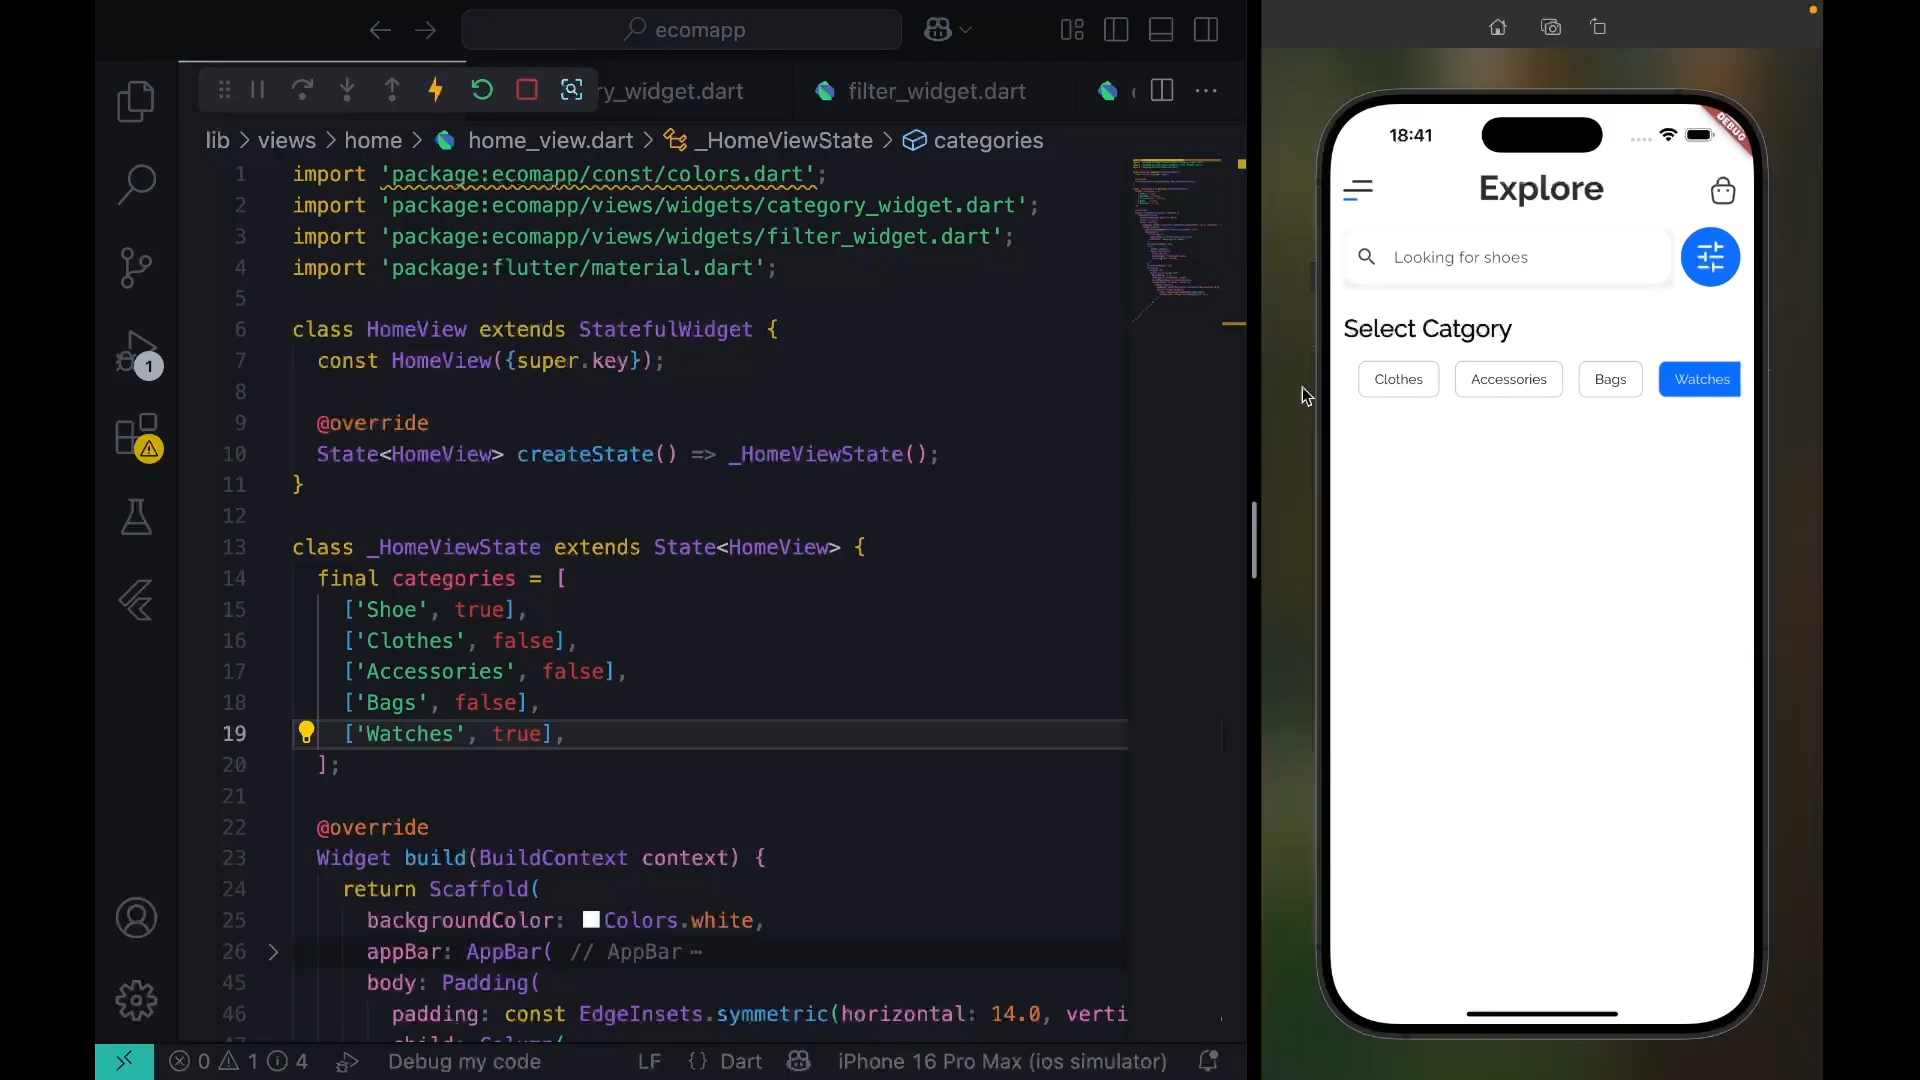 ecomapp
ry_widget.dart
filter_widget.dart
lib > views > home > home_view.dart > _HomeViewState > categories
1 import 'package:ecomapp/const/colors.dart';
2 import 'package:ecomapp/views/widgets/category_widget.dart';
3 import 'package:ecomapp/views/widgets/filter_widget.dart';
4 import 'package:flutter/material.dart';
5
6 class HomeView extends StatefulWidget {
7 const HomeView({super.key});
8
9 @override
10 State<HomeView> createState() => _HomeViewState();
11 }
12
13 class _HomeViewState extends State<HomeView> {
14 final categories = [
15 ['Shoe', true],
16 ['Clothes', false],
17 ['Accessories', false],
18 ['Bags', false],
19 ['Watches', true],
20 ];
21
22 @override
23 Widget build(BuildContext context) {
24 return Scaffold(
25 backgroundColor: Colors.white,
26 appBar: AppBar( // AppBar ⋯
45 body: Padding(
46 padding: const EdgeInsets.symmetric(horizontal: 14.0, verti
1
0 1 4 Debug my code LF {} Dart iPhone 16 Pro Max (ios simulator)
18:41
DEBUG
Explore
Looking for shoes
Select Catgory
Clothes
Accessories
Bags
Watches